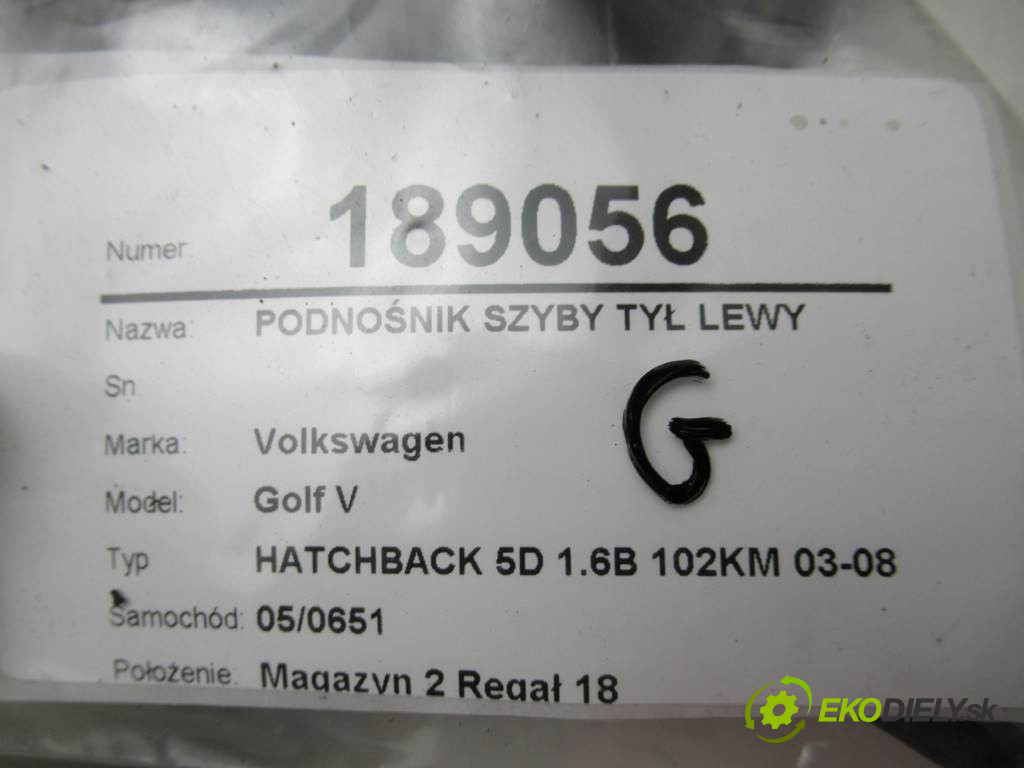 Numer: 189056
Nazwa: PODNOŚNIK SZYBY TYŁ LEWY
Sn
G
Marka: Volkswagen
Model: Golf V
Typ HATCHBACK 5D 1.6B 102KM 03-08
Samochód: 05/0651
Położenie: Magazyn 2 Regał 18
EKODIELY.sk